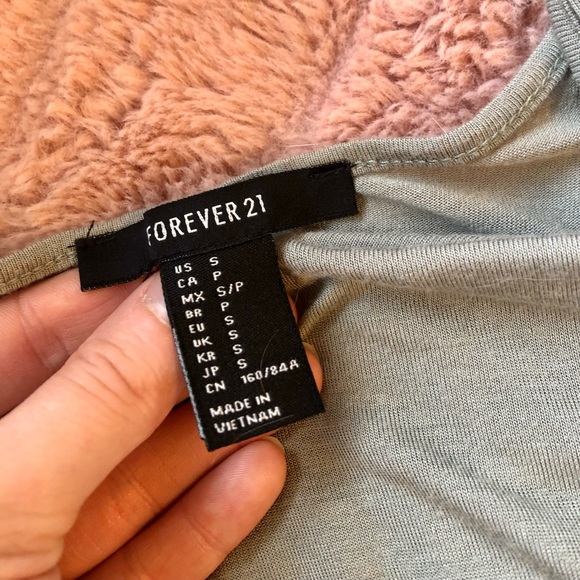 FOREVER 21
US S
CA P
MX S/P
BR P
EU S
UK S
KR S
JP S
CN 160/84A
MADE IN
VIETNAM